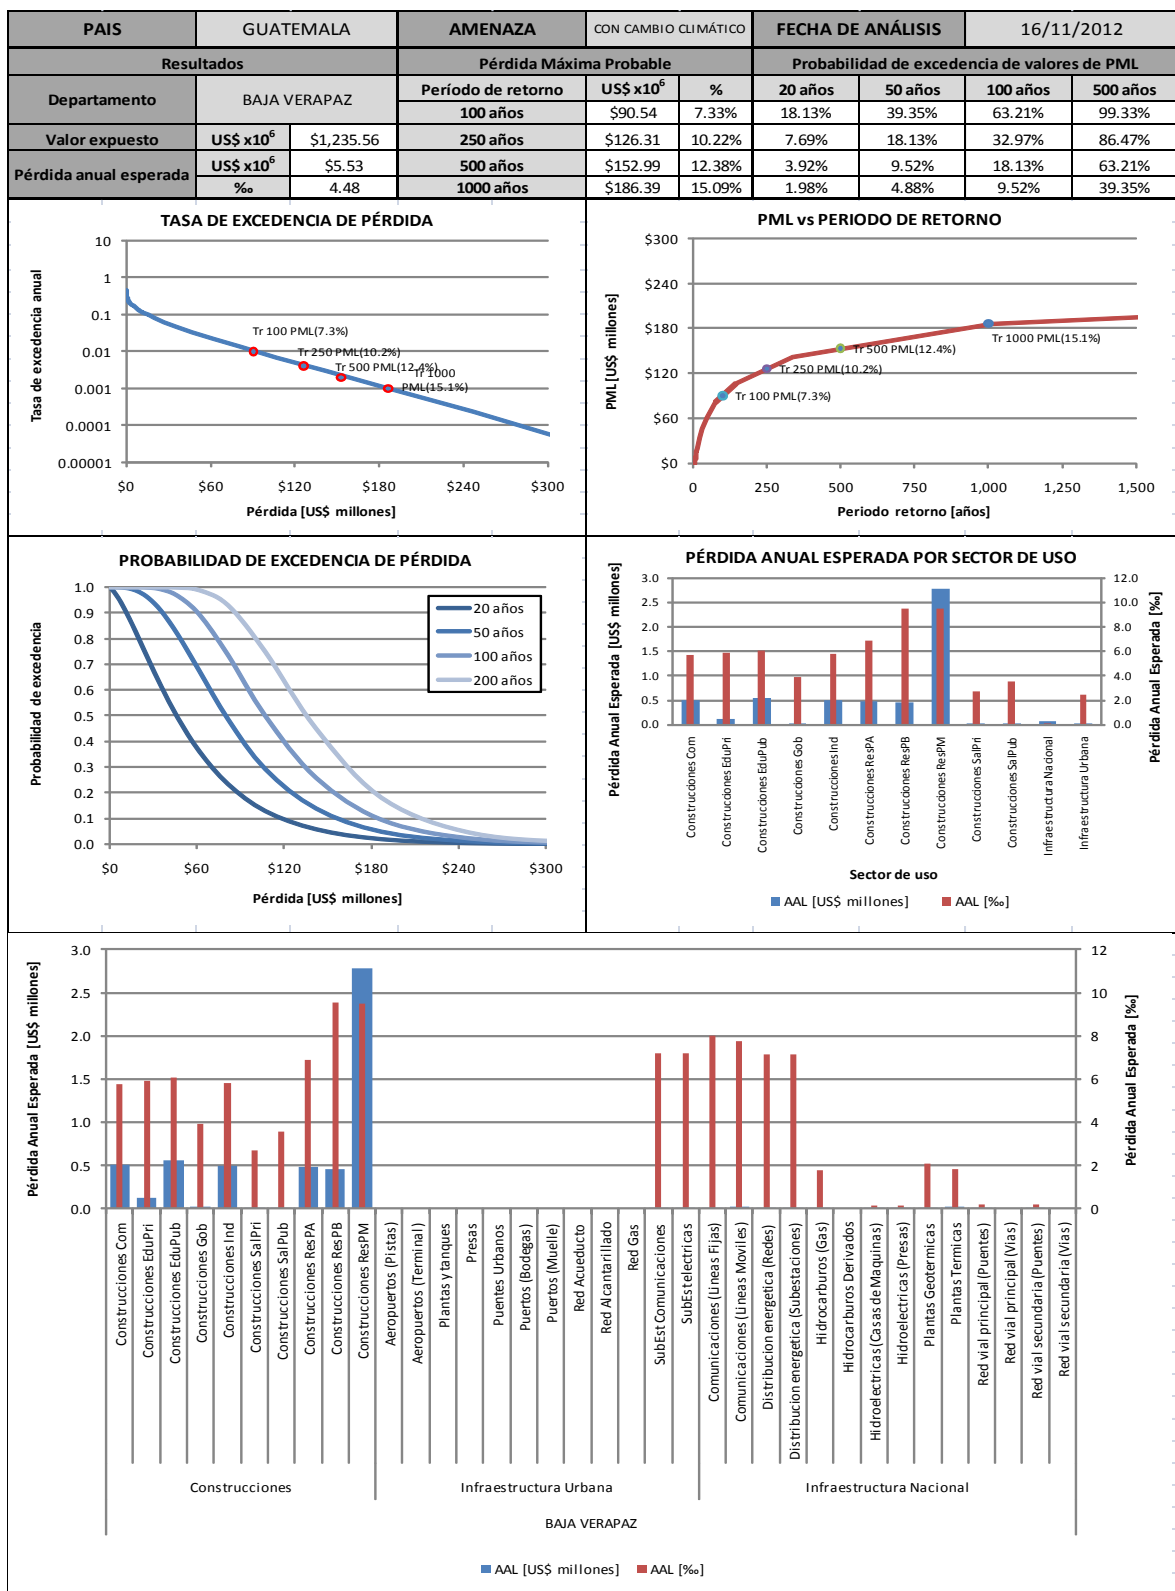 PAIS GUATEMALA AMENAZA CON CAMBIO CLIMÁTICO FECHA DE ANÁLISIS 16/11/2012
Resultados Pérdida Máxima Probable Probabilidad de excedencia de valores de PML
Departamento BAJA VERAPAZ Período de retorno US$ x10⁶ % 20 años 50 años 100 años 500 años
100 años $90.54 7.33% 18.13% 39.35% 63.21% 99.33%
Valor expuesto US$ x10⁶ $1,235.56 250 años $126.31 10.22% 7.69% 18.13% 32.97% 86.47%
Pérdida anual esperada US$ x10⁶ $5.53 500 años $152.99 12.38% 3.92% 9.52% 18.13% 63.21%
‰ 4.48 1000 años $186.39 15.09% 1.98% 4.88% 9.52% 39.35%
TASA DE EXCEDENCIA DE PÉRDIDA
Tasa de excedencia anual
10
1
0.1
0.01
0.001
0.0001
0.00001
Tr 100 PML(7.3%)
Tr 250 PML(10.2%)
Tr 500 PML(12.4%)
Tr 1000 PML(15.1%)
$0 $60 $120 $180 $240 $300
Pérdida [US$ millones]
PML vs PERIODO DE RETORNO
PML [US$ millones]
$300
$240
$180
$120
$60
$0
Tr 1000 PML(15.1%)
Tr 500 PML(12.4%)
Tr 250 PML(10.2%)
Tr 100 PML(7.3%)
0 250 500 750 1,000 1,250 1,500
Periodo retorno [años]
PROBABILIDAD DE EXCEDENCIA DE PÉRDIDA
Probabilidad de excedencia
1.0
0.9
0.8
0.7
0.6
0.5
0.4
0.3
0.2
0.1
0.0
20 años
50 años
100 años
200 años
$0 $60 $120 $180 $240 $300
Pérdida [US$ millones]
PÉRDIDA ANUAL ESPERADA POR SECTOR DE USO
Pérdida Anual Esperada [US$ millones]
3.0
2.5
2.0
1.5
1.0
0.5
0.0
12.0
10.0
8.0
6.0
4.0
2.0
0.0
Pérdida Anual Esperada [‰]
Construcciones Com
Construcciones EduPri
Construcciones EduPub
Construcciones Gob
Construcciones Ind
Construcciones ResPA
Construcciones ResPB
Construcciones ResPM
Construcciones SalPri
Construcciones SalPub
Infraestructura Nacional
Infraestructura Urbana
Sector de uso
AAL [US$ millones] AAL [‰]
Pérdida Anual Esperada [US$ millones]
3.0
2.5
2.0
1.5
1.0
0.5
0.0
12
10
8
6
4
2
0
Pérdida Anual Esperada [‰]
Construcciones Com
Construcciones EduPri
Construcciones EduPub
Construcciones Gob
Construcciones Ind
Construcciones SalPri
Construcciones SalPub
Construcciones ResPA
Construcciones ResPB
Construcciones ResPM
Aeropuertos (Pistas)
Aeropuertos (Terminal)
Plantas y tanques
Presas
Puentes Urbanos
Puertos (Bodegas)
Puertos (Muelle)
Red Acueducto
Red Alcantarillado
Red Gas
SubEst Comunicaciones
SubEst electricas
Comunicaciones (Lineas Fijas)
Comunicaciones (Lineas Moviles)
Distribucion energetica (Redes)
Distribucion energetica (Subestaciones)
Hidrocarburos (Gas)
Hidrocarburos Derivados
Hidroelectricas (Casas de Maquinas)
Hidroelectricas (Presas)
Plantas Geotermicas
Plantas Termicas
Red vial principal (Puentes)
Red vial principal (Vias)
Red vial secundaria (Puentes)
Red vial secundaria (Vias)
Construcciones Infraestructura Urbana Infraestructura Nacional
BAJA VERAPAZ
AAL [US$ millones] AAL [‰]